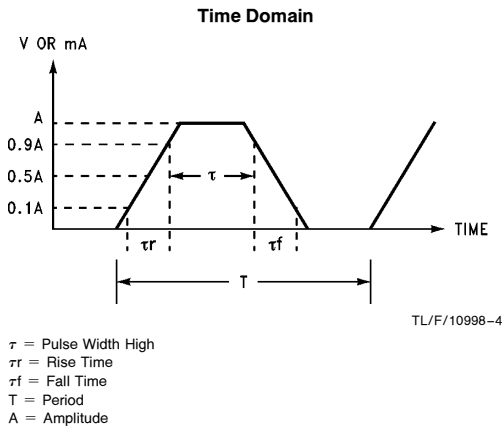 Time Domain
V OR mA
A
0.9A
0.5A
0.1A
τ
τr
τf
TIME
T
TL/F/10998–4
τ = Pulse Width High
τr = Rise Time
τf = Fall Time
T = Period
A = Amplitude